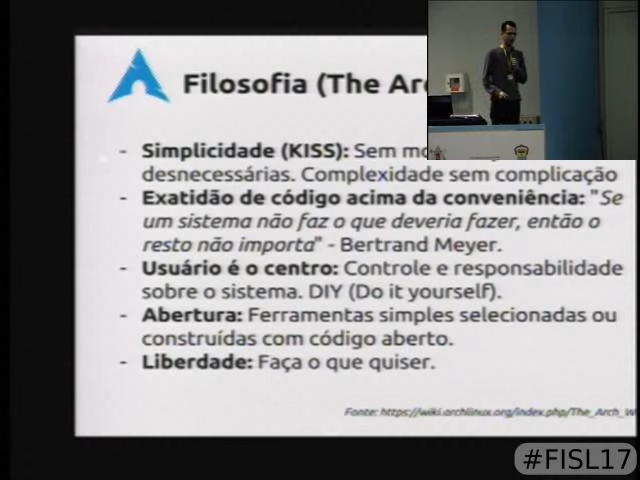 Filosofia (The Ar
- Simplicidade (KISS): Sem mo
desnecessárias. Complexidade sem complicação
- Exatidão de código acima da conveniência: "Se
um sistema não faz o que deveria fazer, então o
resto não importa" - Bertrand Meyer.
- Usuário é o centro: Controle e responsabilidade
sobre o sistema. DIY (Do it yourself).
- Abertura: Ferramentas simples selecionadas ou
construídas com código aberto.
- Liberdade: Faça o que quiser.
Fonte: https://wiki.archlinux.org/index.php/The_Arch_W
#FISL17